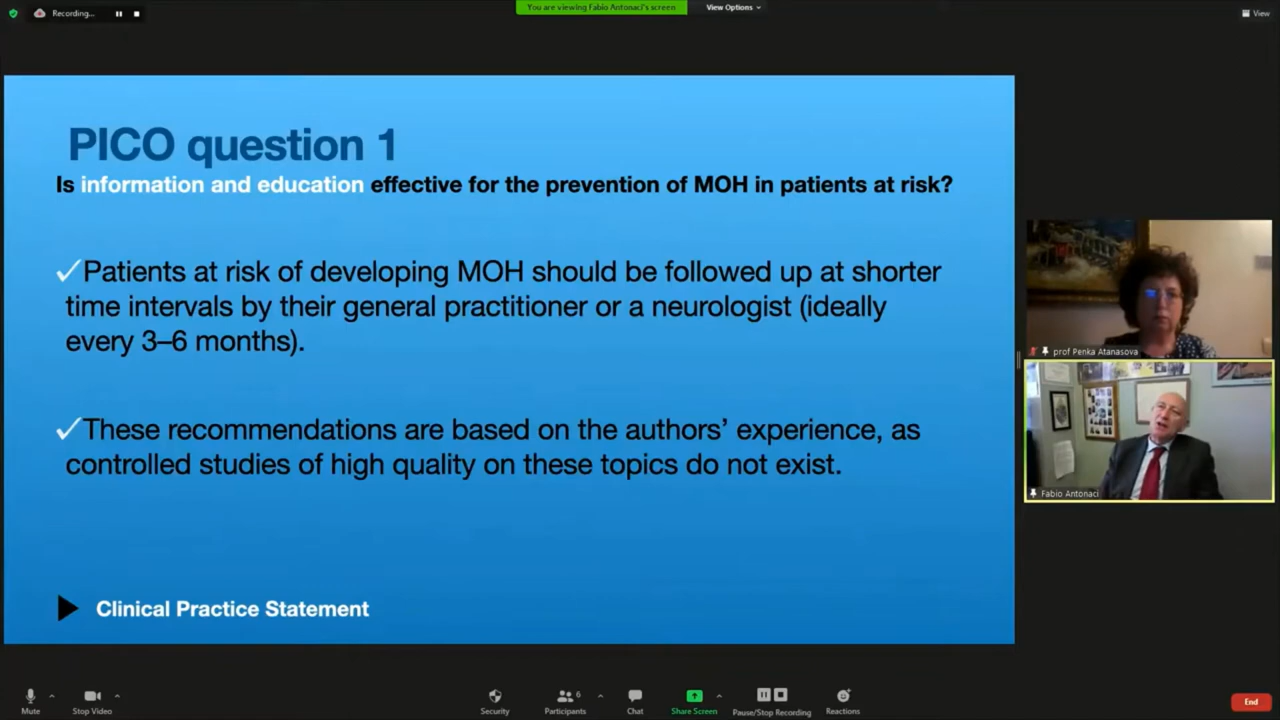 Recording...
You are viewing Fabio Antonaci's screen
View Options
View
PICO question 1
Is information and education effective for the prevention of MOH in patients at risk?
✓Patients at risk of developing MOH should be followed up at shorter
time intervals by their general practitioner or a neurologist (ideally
every 3–6 months).
✓These recommendations are based on the authors’ experience, as
controlled studies of high quality on these topics do not exist.
Clinical Practice Statement
prof Penka Atanasova
Fabio Antonaci
Mute
Stop Video
Security
Participants
6
Chat
Share Screen
Pause/Stop Recording
Reactions
End